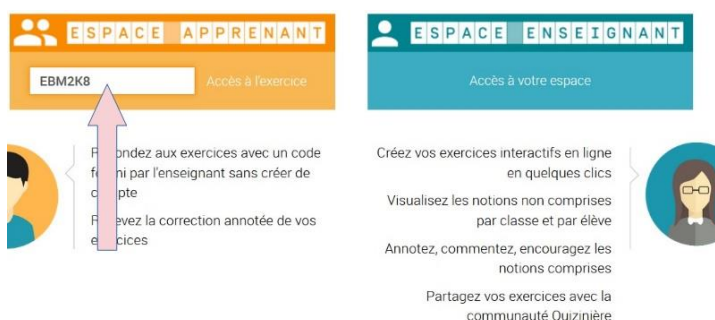 ESPACE APPRENANT
EBM2K8 Accès à l'exercice
ondez aux exercices avec un code
ni par l'enseignant sans créer de
pte
evez la correction annotée de vos
cices
ESPACE ENSEIGNANT
Accès à votre espace
Créez vos exercices interactifs en ligne
en quelques clics
Visualisez les notions non comprises
par classe et par élève
Annotez, commentez, encouragez les
notions comprises
Partagez vos exercices avec la
communauté Quizinière